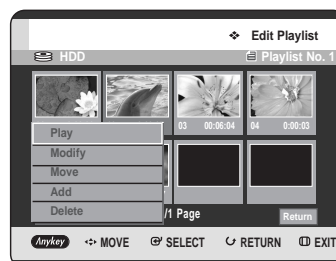 ❖ Edit Playlist
HDD Playlist No. 1
03 00:06:04 04 0:00:03
Play
Modify
Move
Add
Delete
/1 Page Return
Anykey MOVE SELECT RETURN EXIT